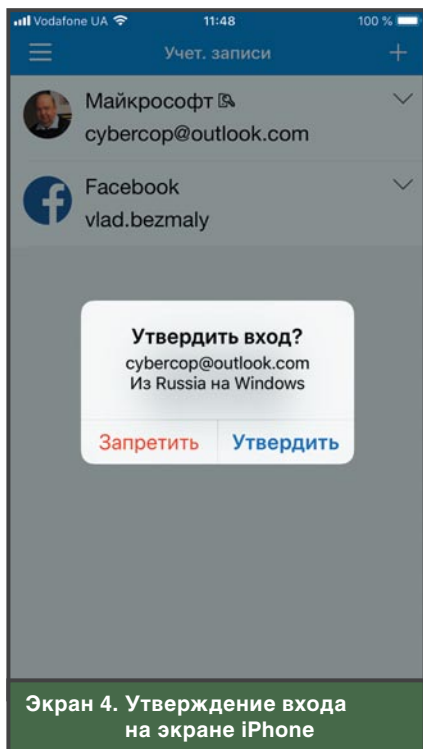 Vodafone UA 11:48 100 %
Учет. записи
Майкрософт
cybercop@outlook.com
Facebook
vlad.bezmaly
Утвердить вход?
cybercop@outlook.com
Из Russia на Windows
Запретить Утвердить
Экран 4. Утверждение входа
на экране iPhone